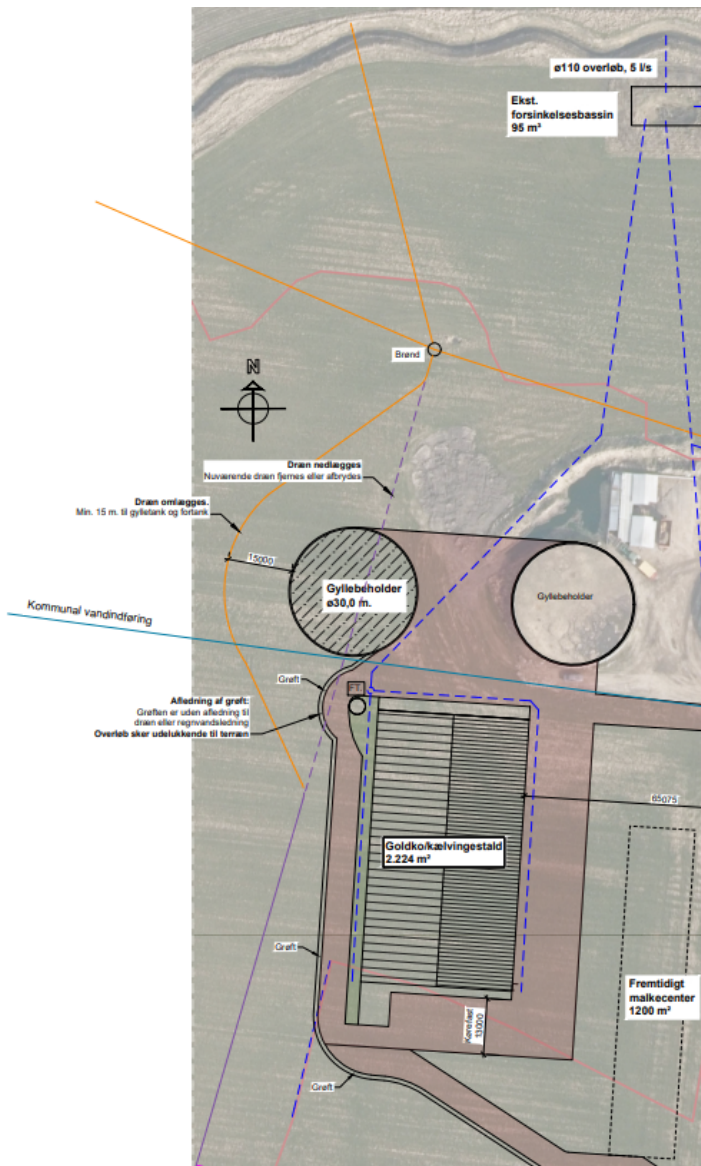 ø110 overløb, 5 l/s
Ekst.
forsinkelsesbassin
95 m³
Brønd
N
Dræn nedlægges
Nuværende dræn fjernes eller afbrydes
Dræn omlægges.
Min. 15 m. til gylletank og fortank
15000
Gyllebeholder
ø30,0 m.
Gyllebeholder
Kommunal vandindføring
Grøft
FT.
Afledning af grøft:
Grøften er uden afledning til
dræn eller regnvandsledning
Overløb sker udelukkende til terræn
65075
Goldko/kælvingestald
2.224 m²
Grøft
Fremtidigt
malkecenter
1200 m²
Kørefast
13000
Grøft